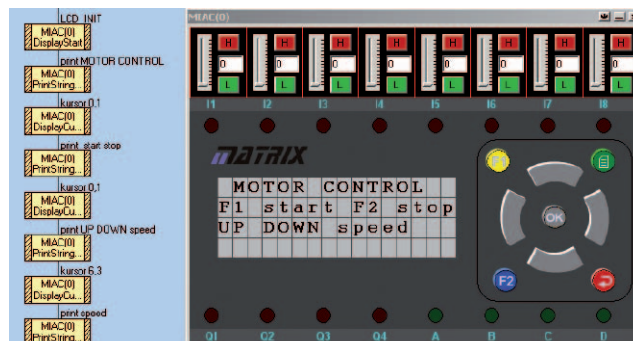 LCD INIT
MIAC(0)
DisplayStart
print MOTOR CONTROL
MIAC(0)
PrintString...
kursor 0,1
MIAC(0)
DisplayCu...
print start stop
MIAC(0)
PrintString...
kursor 0,1
MIAC(0)
DisplayCu...
print UP DOWN speed
MIAC(0)
PrintString...
kursor 6,3
MIAC(0)
DisplayCu...
print speed
MIAC(0)
PrintString...
MIAC(0)
H H H H H H H H
0 0 0 0 0 0 0 0
L L L L L L L L
I1 I2 I3 I4 I5 I6 I7 I8
MATRIX
F1
MOTOR CONTROL
F1 start F2 stop
UP DOWN speed
OK
F2
Q1 Q2 Q3 Q4 A B C D